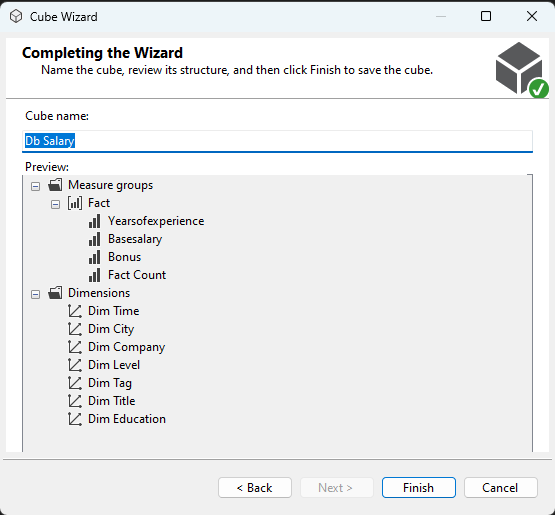 Cube Wizard
Completing the Wizard
Name the cube, review its structure, and then click Finish to save the cube.
Cube name:
Db Salary
Preview:
Measure groups
Fact
Yearsofexperience
Basesalary
Bonus
Fact Count
Dimensions
Dim Time
Dim City
Dim Company
Dim Level
Dim Tag
Dim Title
Dim Education
< Back Next > Finish Cancel